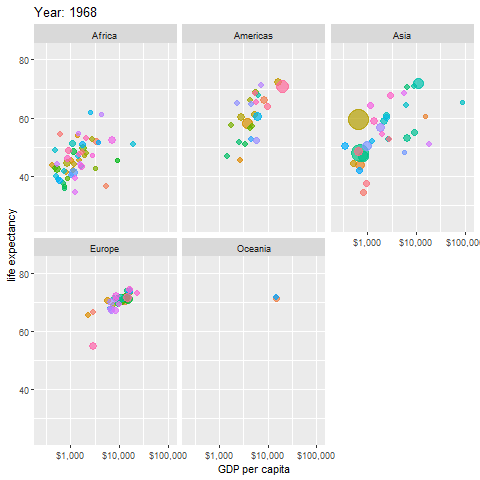 Year: 1968
Africa
Americas
Asia
80
60
40
$1,000
$10,000
$100,000
life expectancy
Europe
Oceania
80
60
40
$1,000
$10,000
$100,000
$1,000
$10,000
$100,000
GDP per capita